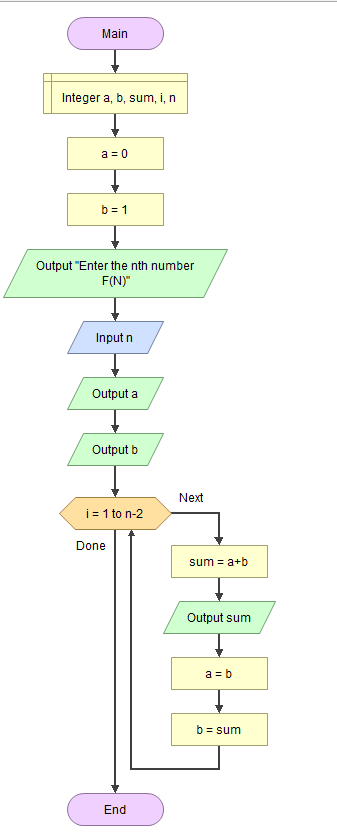 Main
Integer a, b, sum, i, n
a = 0
b = 1
Output "Enter the nth number
F(N)"
Input n
Output a
Output b
i = 1 to n-2
Next
Done
sum = a+b
Output sum
a = b
b = sum
End